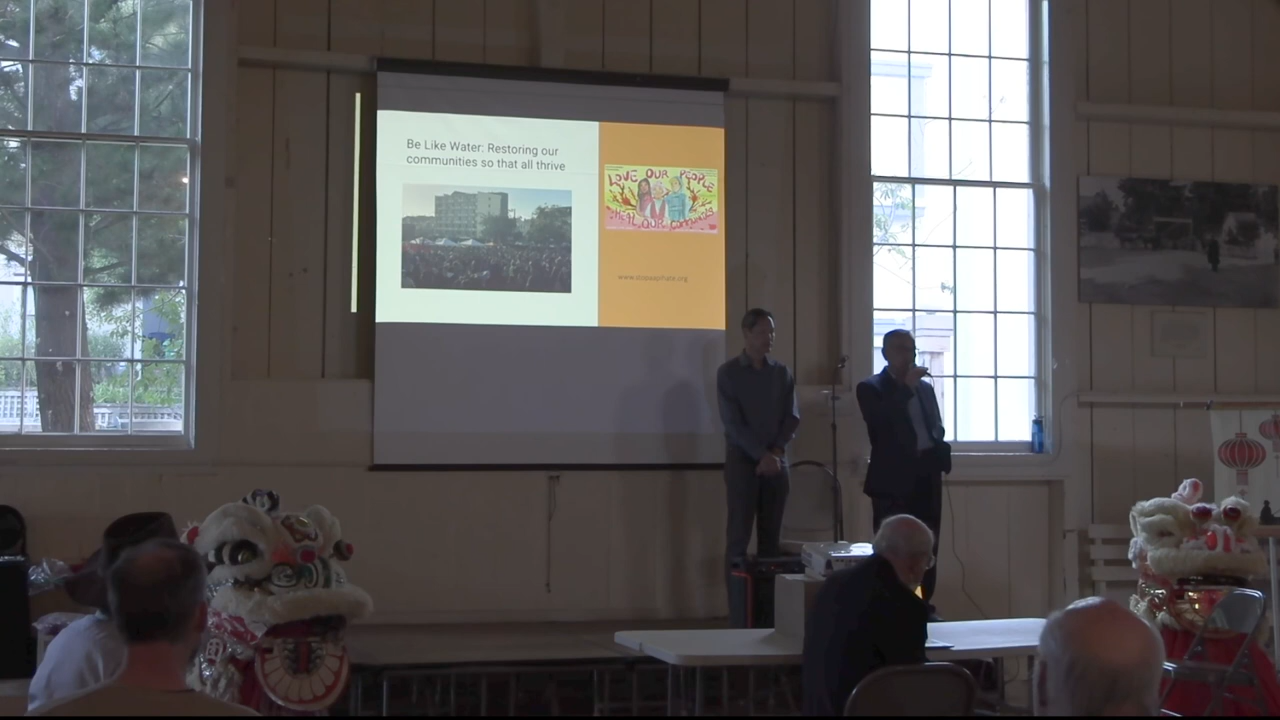 Be Like Water: Restoring our
communities so that all thrive
LOVE OUR PEOPLE
HEAL OUR COMMUNITIES
www.stopaapihate.org